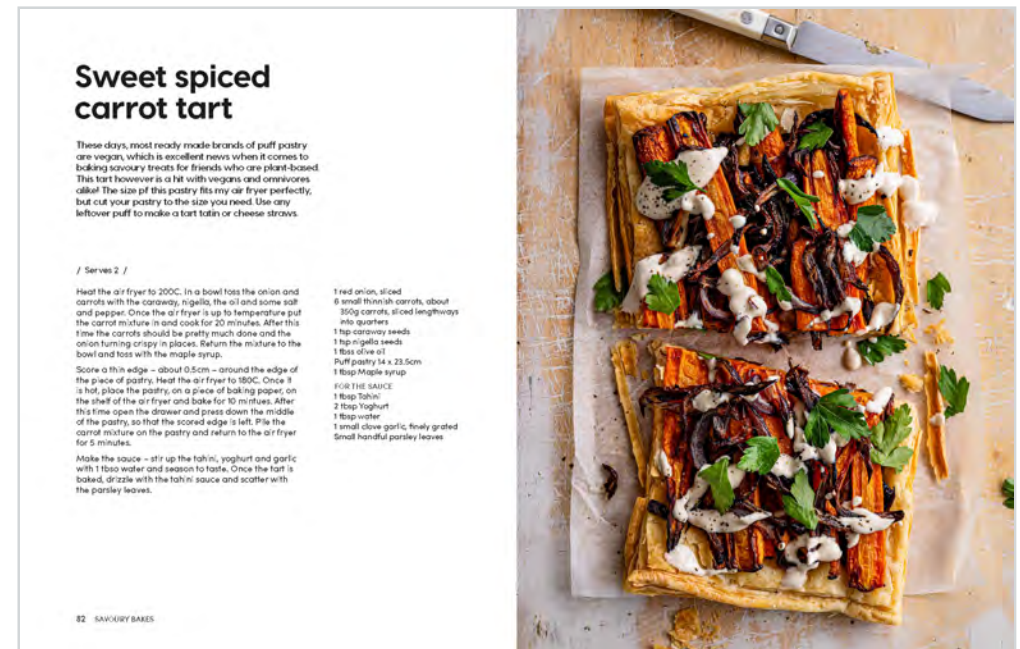 Sweet spiced
carrot tart
These days, most ready made brands of puff pastry
are vegan, which is excellent news when it comes to
baking savoury treats for friends who are plant-based.
This tart however is a hit with vegans and omnivores
alike! The size pf this pastry fits my air fryer perfectly,
but cut your pastry to the size you need. Use any
leftover puff to make a tart tatin or cheese straws.
/ Serves 2 /
Heat the air fryer to 200C. In a bowl toss the onion and
carrots with the caraway, nigella, the oil and some salt
and pepper. Once the air fryer is up to temperature put
the carrot mixture in and cook for 20 minutes. After this
time the carrots should be pretty much done and the
onion turning crispy in places. Return the mixture to the
bowl and toss with the maple syrup.
Score a thin edge – about 0.5cm – around the edge of
the piece of pastry. Heat the air fryer to 180C. Once it
is hot, place the pastry, on a piece of baking paper, on
the shelf of the air fryer and bake for 10 mintues. After
this time open the drawer and press down the middle
of the pastry, so that the scored edge is left. Pile the
carrot mixture on the pastry and return to the air fryer
for 5 minutes.
Make the sauce – stir up the tahini, yoghurt and garlic
with 1 tbso water and season to taste. Once the tart is
baked, drizzle with the tahini sauce and scatter with
the parsley leaves.
1 red onion, sliced
6 small thinnish carrots, about
350g carrots, sliced lengthways
into quarters
1 tsp caraway seeds
1 tsp nigella seeds
1 tbss olive oil
Puff pastry 14 x 23.5cm
1 tbsp Maple syrup
FOR THE SAUCE
1 tbsp Tahini
2 tbsp Yoghurt
1 tbsp water
1 small clove garlic, finely grated
Small handful parsley leaves
82 SAVOURY BAKES